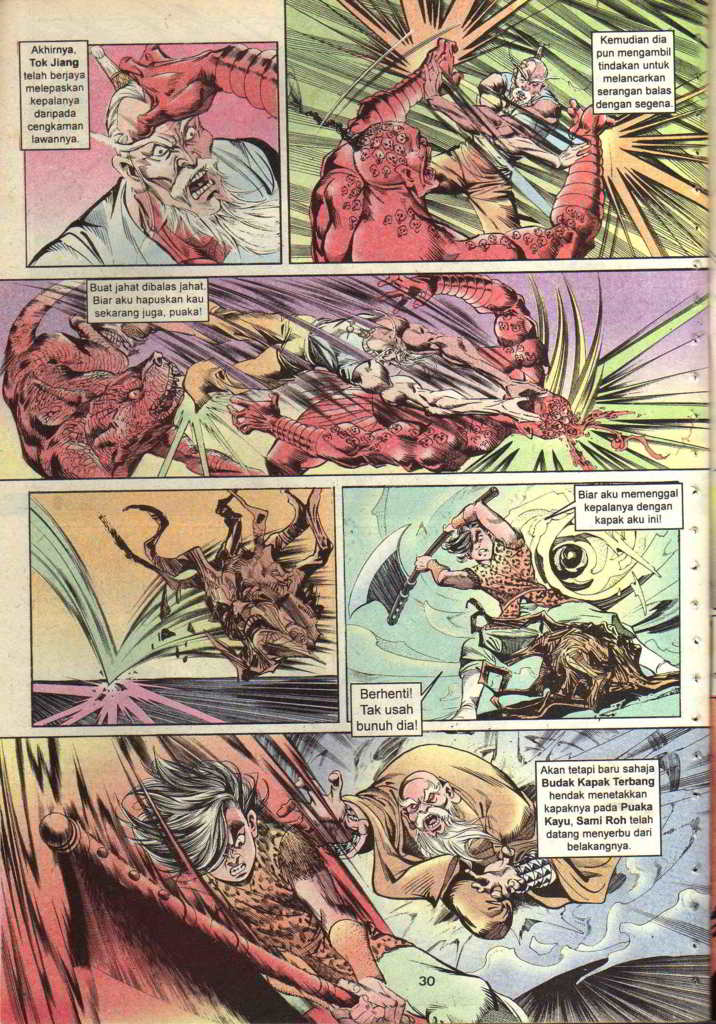 Akhirnya,
Tok Jiang
telah berjaya
melepaskan
kepalanya
daripada
cengkaman
lawannya.
Kemudian dia
pun mengambil
tindakan untuk
melancarkan
serangan balas
dengan segena.
Buat jahat dibalas jahat.
Biar aku hapuskan kau
sekarang juga, puaka!
Biar aku memenggal
kepalanya dengan
kapak aku ini!
Berhenti!
Tak usah
bunuh dia!
Akan tetapi baru sahaja
Budak Kapak Terbang
hendak menetakkan
kapaknya pada Puaka
Kayu, Sami Roh telah
datang menyerbu dari
belakangnya.
30